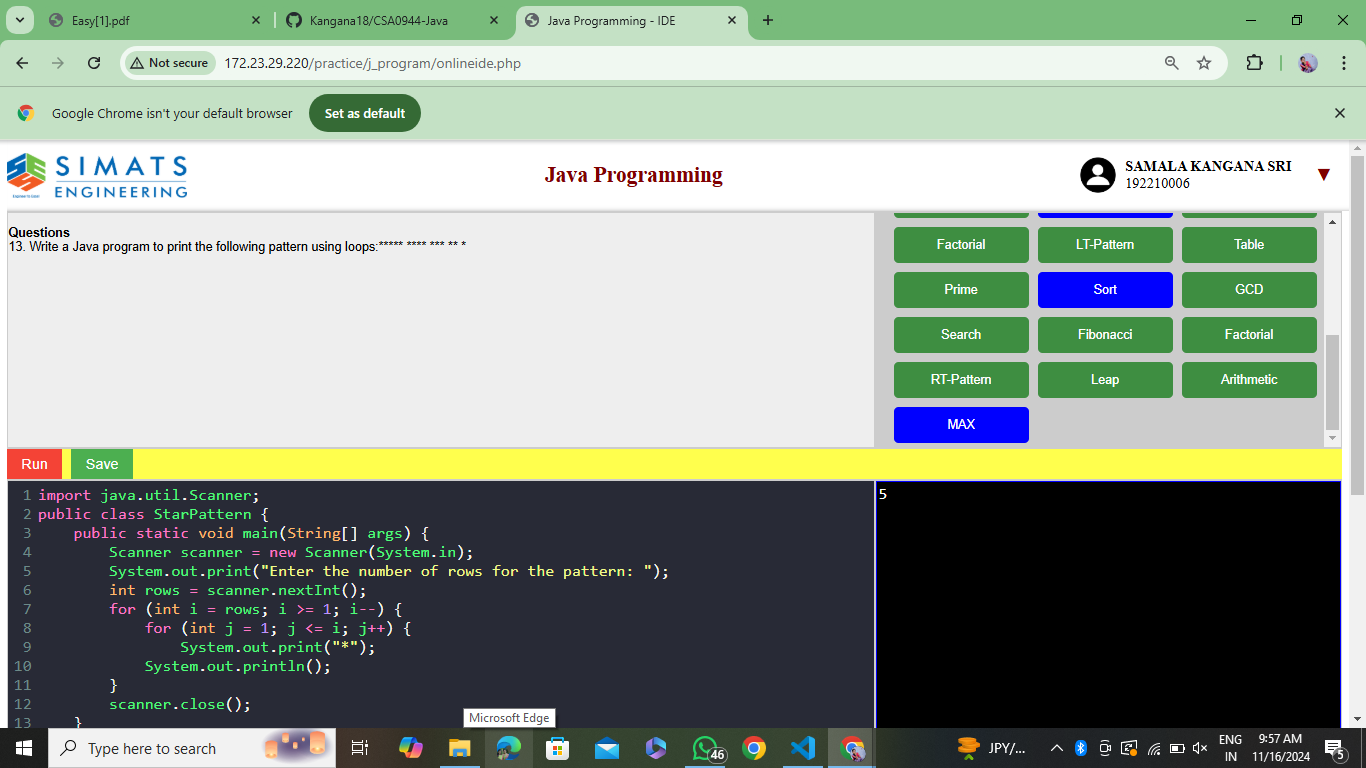 Easy[1].pdf
Kangana18/CSA0944-Java
Java Programming - IDE
Not secure
172.23.29.220/practice/j_program/onlineide.php
Google Chrome isn't your default browser
Set as default
SIMATS
ENGINEERING
Java Programming
SAMALA KANGANA SRI
192210006
Questions
13. Write a Java program to print the following pattern using loops:***** **** *** ** *
Factorial LT-Pattern Table
Prime Sort GCD
Search Fibonacci Factorial
RT-Pattern Leap Arithmetic
MAX
Run Save
1 import java.util.Scanner;
2 public class StarPattern {
3     public static void main(String[] args) {
4         Scanner scanner = new Scanner(System.in);
5         System.out.print("Enter the number of rows for the pattern: ");
6         int rows = scanner.nextInt();
7         for (int i = rows; i >= 1; i--) {
8             for (int j = 1; j <= i; j++) {
9                 System.out.print("*");
10             System.out.println();
11         }
12         scanner.close();
13     }
5
Microsoft Edge
Type here to search
46
JPY/...
ENG
IN
9:57 AM
11/16/2024
5